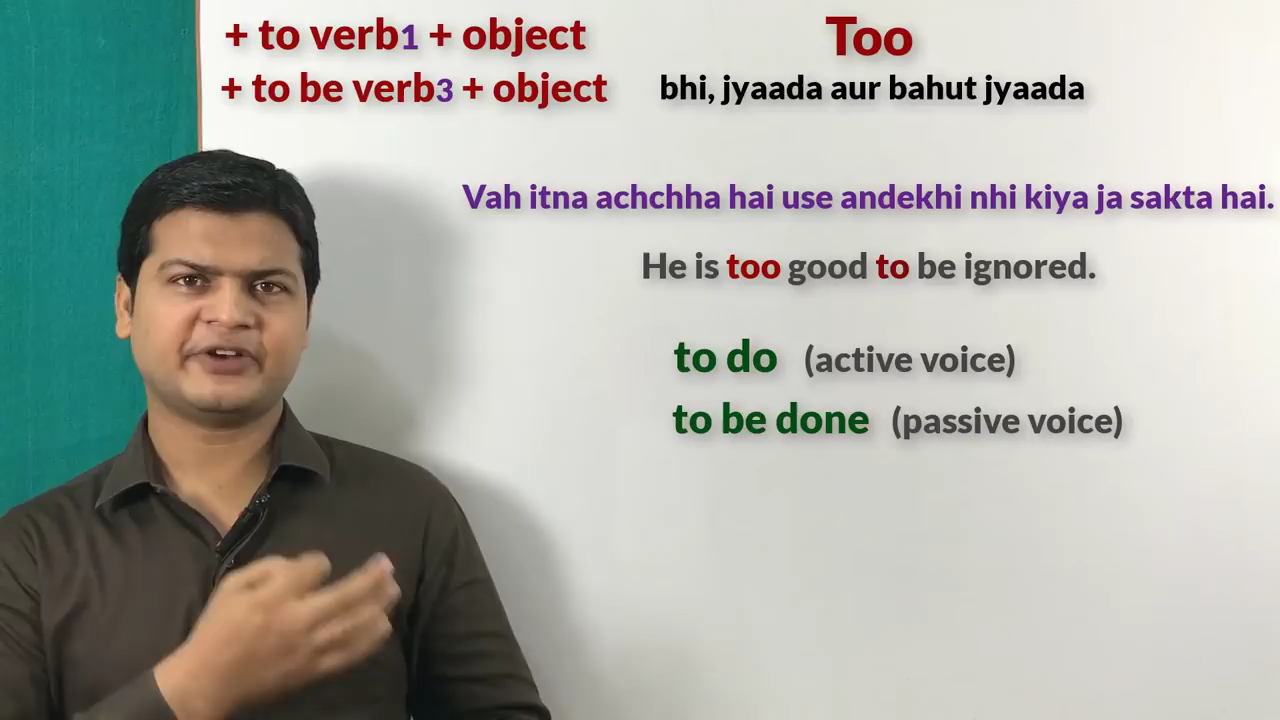 + to verb1 + object
+ to be verb3 + object
Too
bhi, jyaada aur bahut jyaada
Vah itna achchha hai use andekhi nhi kiya ja sakta hai.
He is too good to be ignored.
to do (active voice)
to be done (passive voice)